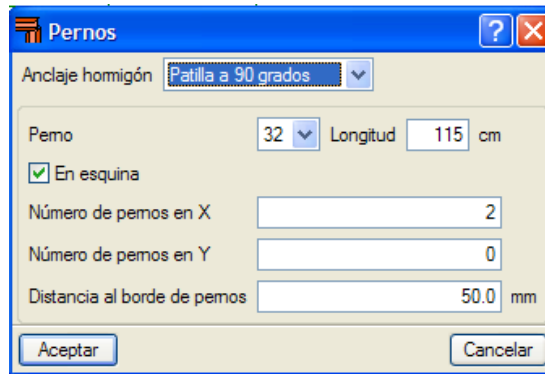 Pernos
Anclaje hormigón Patilla a 90 grados
Perno 32 Longitud 115 cm
En esquina
Número de pernos en X 2
Número de pernos en Y 0
Distancia al borde de pernos 50.0 mm
Aceptar Cancelar